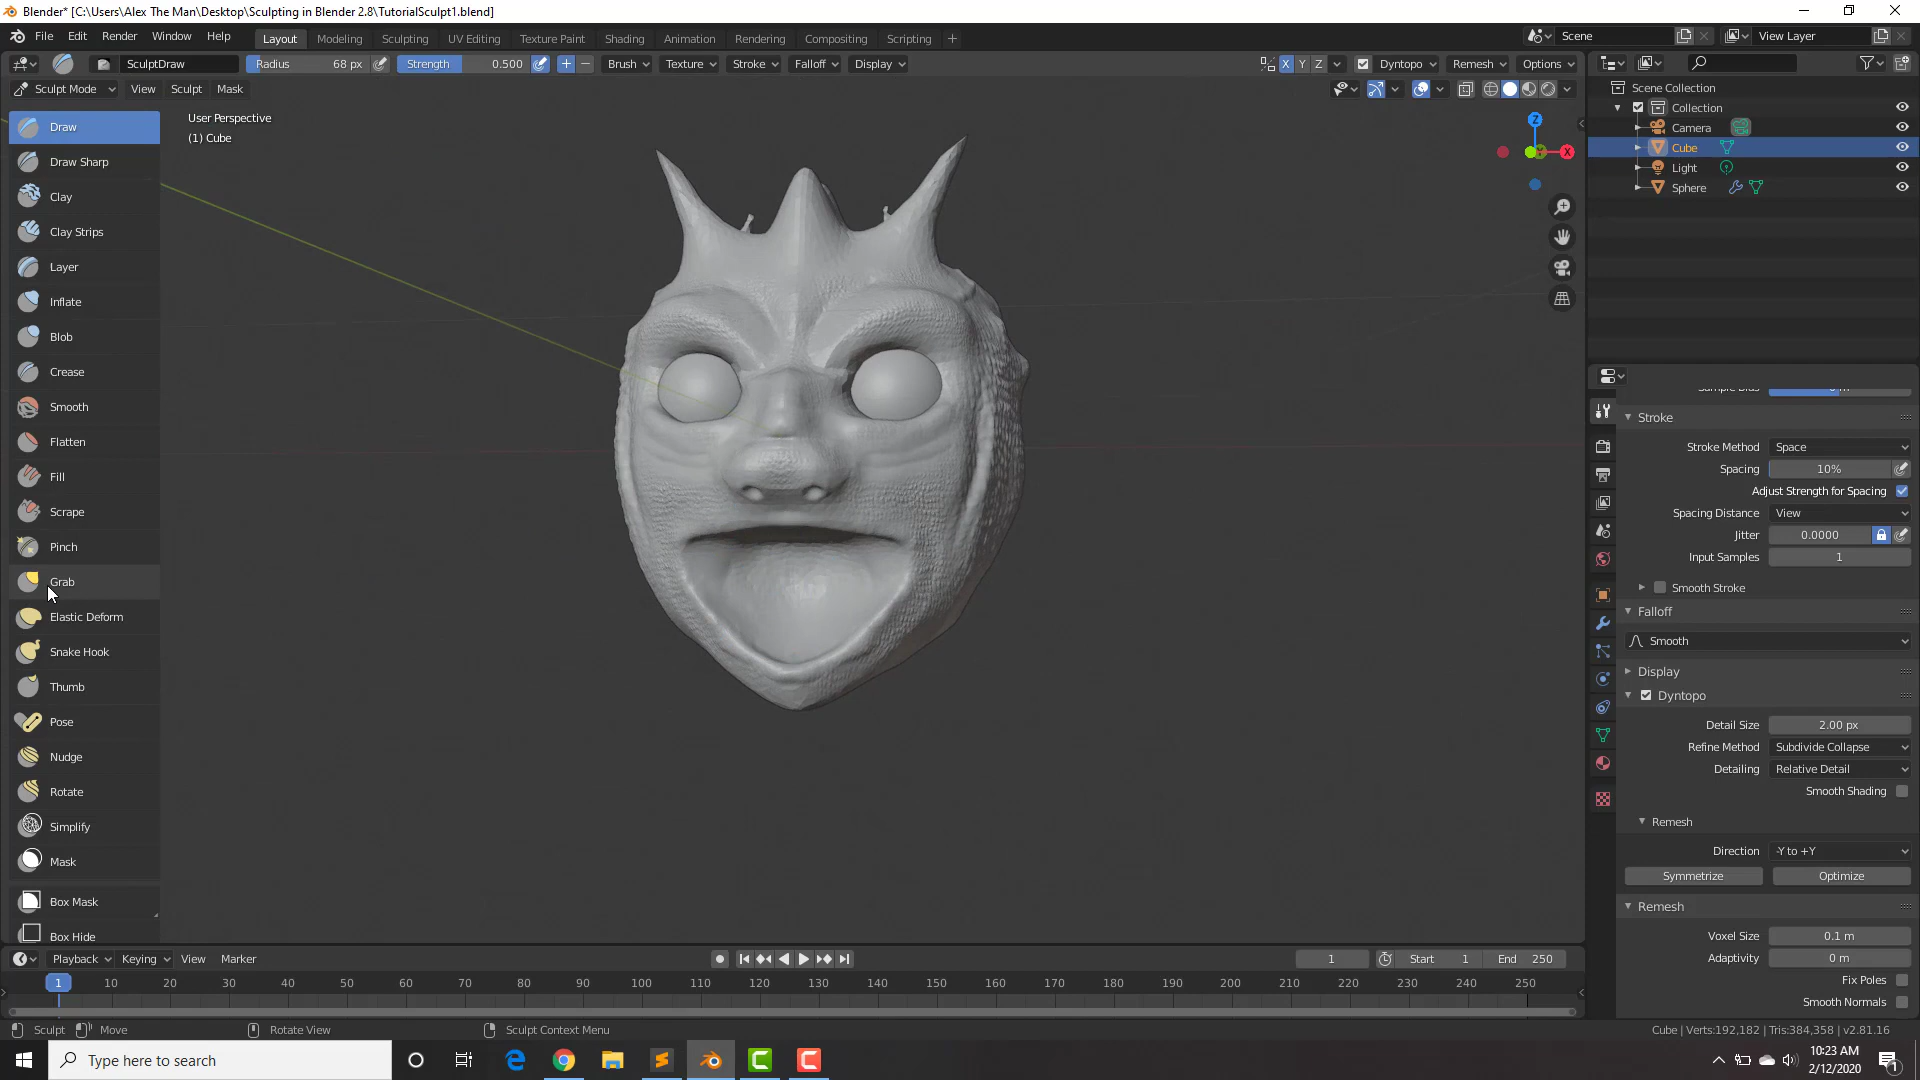 Blender* [C:\Users\Alex The Man\Desktop\Sculpting in Blender 2.8\TutorialSculpt1.blend]
File Edit Render Window Help Layout Modeling Sculpting UV Editing Texture Paint Shading Animation Rendering Compositing Scripting + Scene View Layer
SculptDraw Radius 68 px Strength 0.500 Brush Texture Stroke Falloff Display X Y Z Dyntopo Remesh Options
Sculpt Mode View Sculpt Mask
User Perspective
(1) Cube
Draw
Draw Sharp
Clay
Clay Strips
Layer
Inflate
Blob
Crease
Smooth
Flatten
Fill
Scrape
Pinch
Grab
Elastic Deform
Snake Hook
Thumb
Pose
Nudge
Rotate
Simplify
Mask
Box Mask
Box Hide
Z
Y
X
Scene Collection
Collection
Camera
Cube
Light
Sphere
Stroke
Stroke Method Space
Spacing 10%
Adjust Strength for Spacing
Spacing Distance View
Jitter 0.0000
Input Samples 1
Smooth Stroke
Falloff
Smooth
Display
Dyntopo
Detail Size 2.00 px
Refine Method Subdivide Collapse
Detailing Relative Detail
Smooth Shading
Remesh
Direction -Y to +Y
Symmetrize Optimize
Remesh
Voxel Size 0.1 m
Adaptivity 0 m
Fix Poles
Smooth Normals
Playback Keying View Marker 1 Start 1 End 250
1 10 20 30 40 50 60 70 80 90 100 110 120 130 140 150 160 170 180 190 200 210 220 230 240 250
Sculpt Move Rotate View Sculpt Context Menu Cube | Verts:192,182 | Tris:384,358 | v2.81.16
Type here to search
10:23 AM
2/12/2020
1